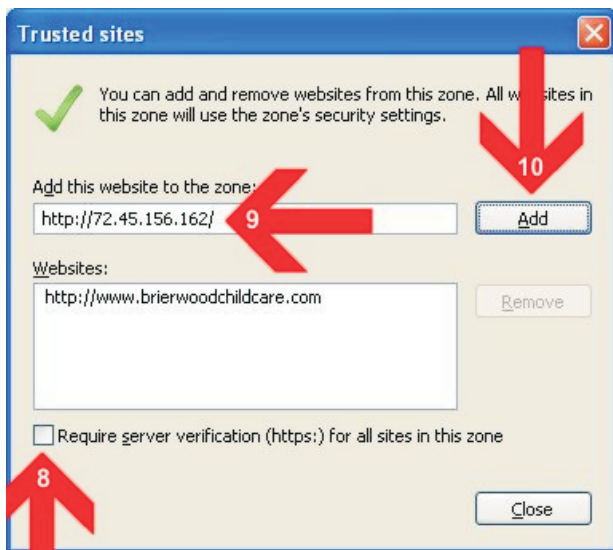 Trusted sites
You can add and remove websites from this zone. All websites in
this zone will use the zone's security settings.
10
Add this website to the zone:
http://72.45.156.162/
9
Add
Websites:
http://www.brierwoodchildcare.com
Remove
Require server verification (https:) for all sites in this zone
8
Close